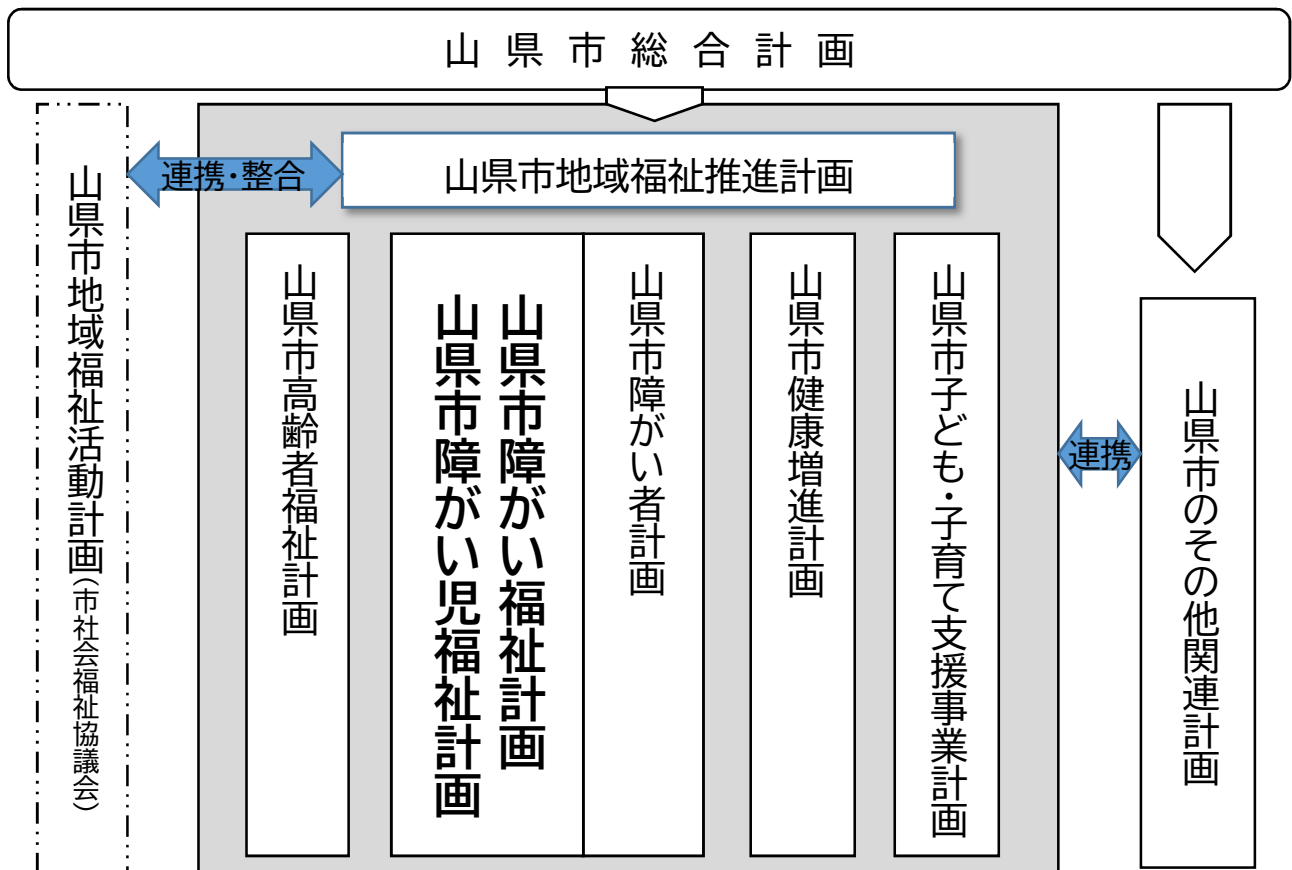 山県市総合計画
連携・整合
山県市地域福祉推進計画
山県市地域福祉活動計画(市社会福祉協議会)
山県市高齢者福祉計画
山県市障がい福祉計画
山県市障がい児福祉計画
山県市障がい者計画
山県市健康増進計画
山県市子ども・子育て支援事業計画
連携
山県市のその他関連計画